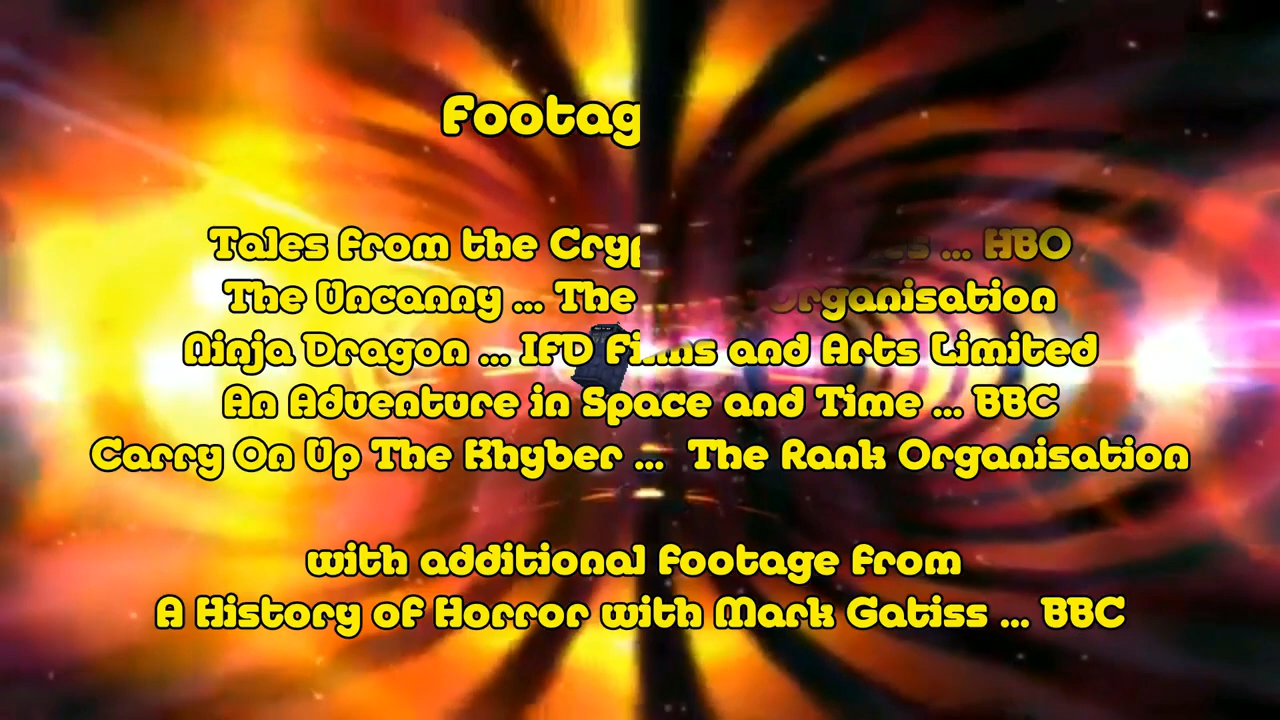 Tales from the ... HBO
The Uncanny ... The Organisation
Ninja Dragon ... IFD Films and Arts Limited
An Adventure in Space and Time ... BBC
Carry On Up The Khyber ... The Rank Organisation
with additional footage from
A History of Horror with Mark Gatiss ... BBC